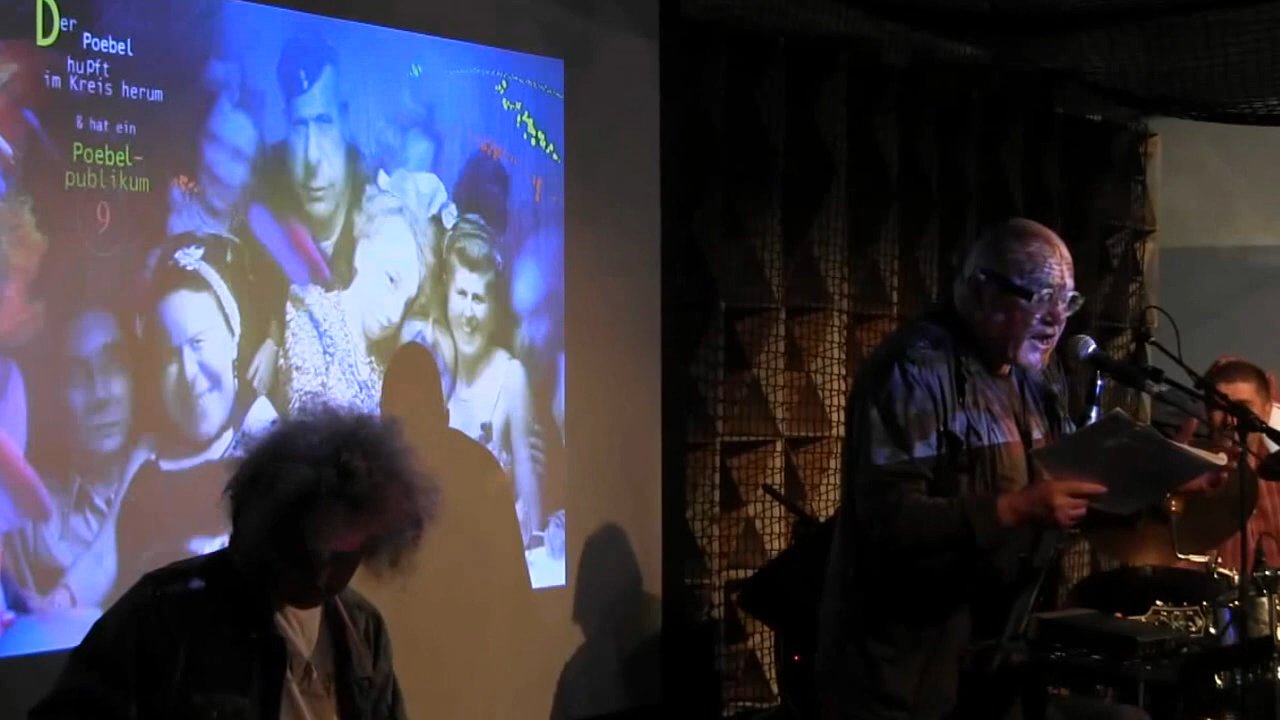 Der
Poebel
hupft
im Kreis herum
& hat ein
Poebel-
publikum
9